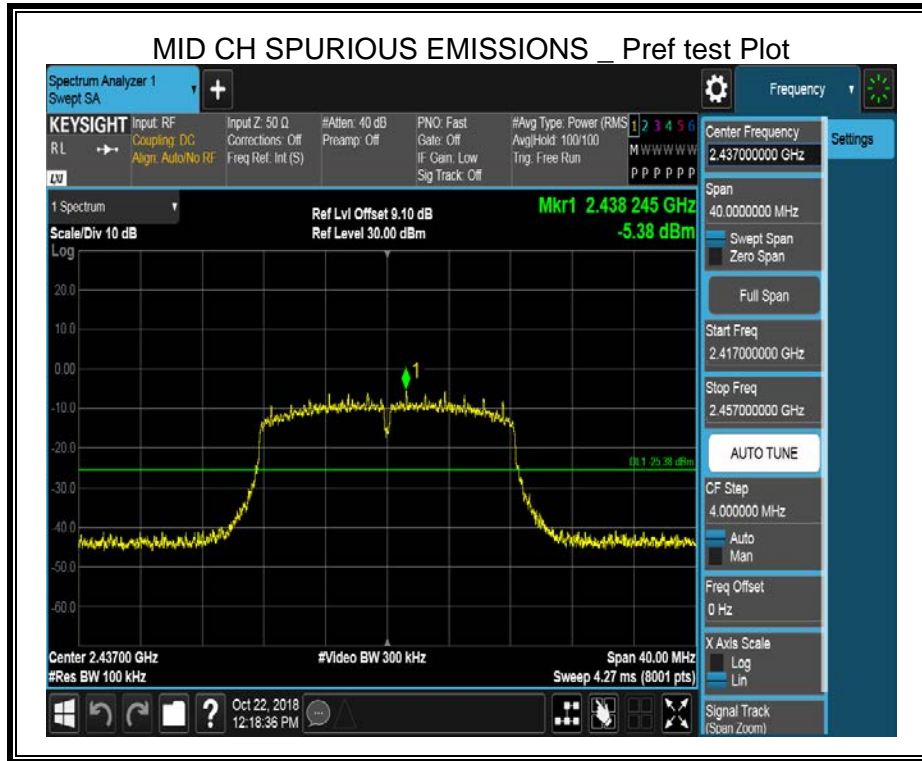 MID CH SPURIOUS EMISSIONS _ Pref test Plot
Spectrum Analyzer 1
Swept SA
+
Frequency
KEYSIGHT
RL
LXI
Input: RF
Coupling: DC
Align: Auto/No RF
Input Z: 50 Ω
Corrections: Off
Freq Ref: Int (S)
#Atten: 40 dB
Preamp: Off
PNO: Fast
Gate: Off
IF Gain: Low
Sig Track: Off
#Avg Type: Power (RMS
Avg|Hold: 100/100
Trig: Free Run
1 2 3 4 5 6
M W W W W W
P P P P P P
Center Frequency
2.437000000 GHz
Settings
Span
40.0000000 MHz
Swept Span
Zero Span
Full Span
Start Freq
2.417000000 GHz
Stop Freq
2.457000000 GHz
AUTO TUNE
CF Step
4.000000 MHz
Auto
Man
Freq Offset
0 Hz
X Axis Scale
Log
Lin
Signal Track
(Span Zoom)
1 Spectrum
Scale/Div 10 dB
Log
Ref Lvl Offset 9.10 dB
Ref Level 30.00 dBm
Mkr1 2.438 245 GHz
-5.38 dBm
20.0
10.0
0.00
-10.0
-20.0
-30.0
-40.0
-50.0
-60.0
1
DL1 -25.38 dBm
Center 2.43700 GHz
#Res BW 100 kHz
#Video BW 300 kHz
Span 40.00 MHz
Sweep 4.27 ms (8001 pts)
?
Oct 22, 2018
12:18:36 PM